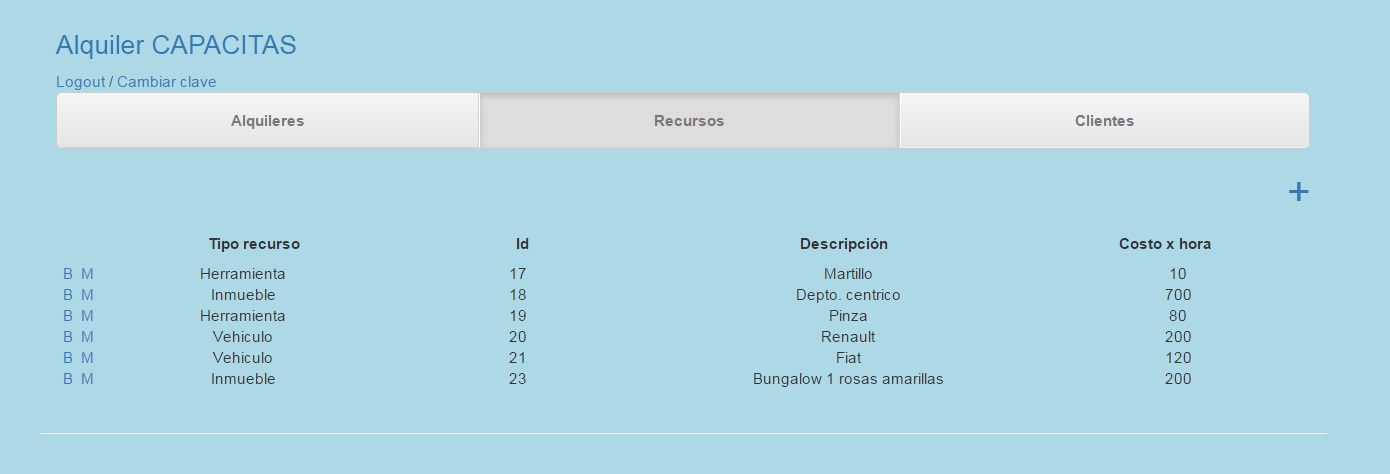 Alquiler CAPACITAS
Logout / Cambiar clave
Alquileres Recursos Clientes
+
Tipo recurso Id Descripción Costo x hora
B M Herramienta 17 Martillo 10
B M Inmueble 18 Depto. centrico 700
B M Herramienta 19 Pinza 80
B M Vehiculo 20 Renault 200
B M Vehiculo 21 Fiat 120
B M Inmueble 23 Bungalow 1 rosas amarillas 200